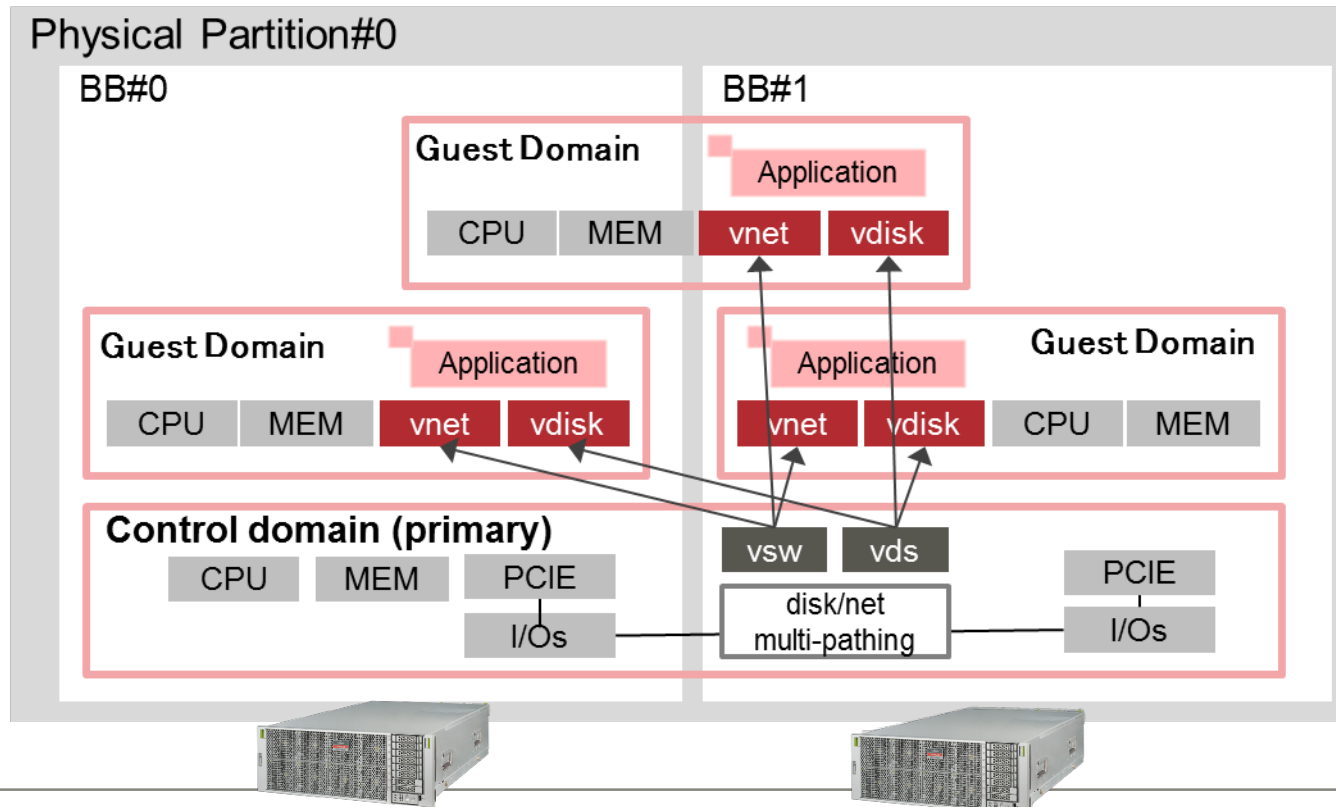 Physical Partition#0
BB#0
BB#1
Guest Domain
Application
CPU
MEM
vnet
vdisk
Guest Domain
Application
CPU
MEM
vnet
vdisk
Application
Guest Domain
vnet
vdisk
CPU
MEM
Control domain (primary)
CPU
MEM
PCIE
I/Os
vsw
vds
disk/net
multi-pathing
PCIE
I/Os